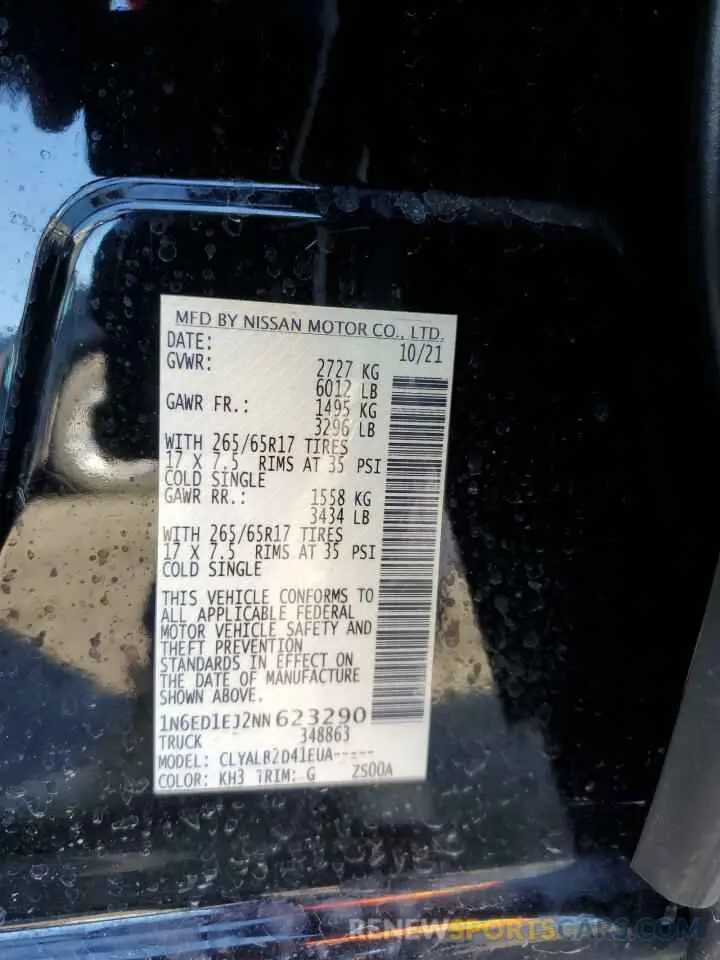 MFD BY NISSAN MOTOR CO., LTD.
DATE: 10/21
GVWR: 2727 KG
6012 LB
GAWR FR.: 1495 KG
3296 LB
WITH 265/65R17 TIRES
17 X 7.5 RIMS AT 35 PSI
COLD SINGLE
GAWR RR.: 1558 KG
3434 LB
WITH 265/65R17 TIRES
17 X 7.5 RIMS AT 35 PSI
COLD SINGLE
THIS VEHICLE CONFORMS TO
ALL APPLICABLE FEDERAL
MOTOR VEHICLE SAFETY AND
THEFT PREVENTION
STANDARDS IN EFFECT ON
THE DATE OF MANUFACTURE
SHOWN ABOVE.
1N6ED1EJ2NN623290
TRUCK 348863
MODEL: CLYALB2D41EUA-----
COLOR: KH3 TRIM: G ZS00A
RENEWSPORTSCARS.COM